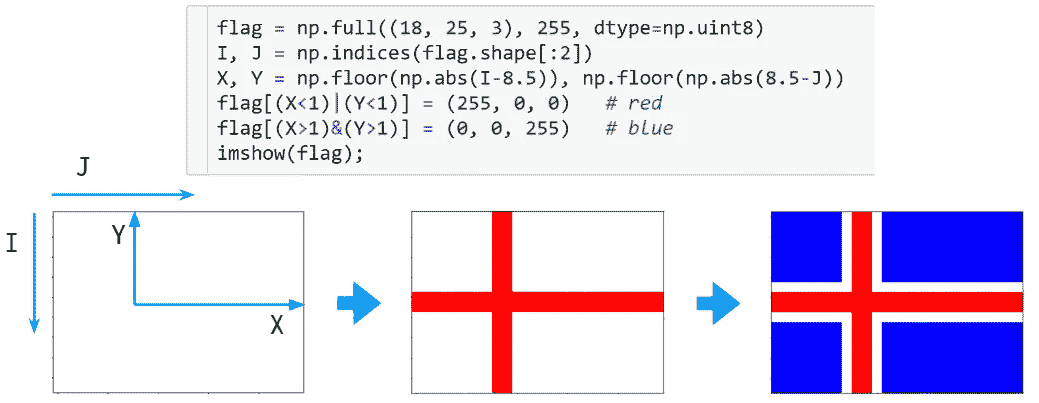 flag = np.full((18, 25, 3), 255, dtype=np.uint8)
I, J = np.indices(flag.shape[:2])
X, Y = np.floor(np.abs(I-8.5)), np.floor(np.abs(8.5-J))
flag[(X<1)|(Y<1)] = (255, 0, 0)   # red
flag[(X>1)&(Y>1)] = (0, 0, 255)   # blue
imshow(flag);
J
I
Y
X